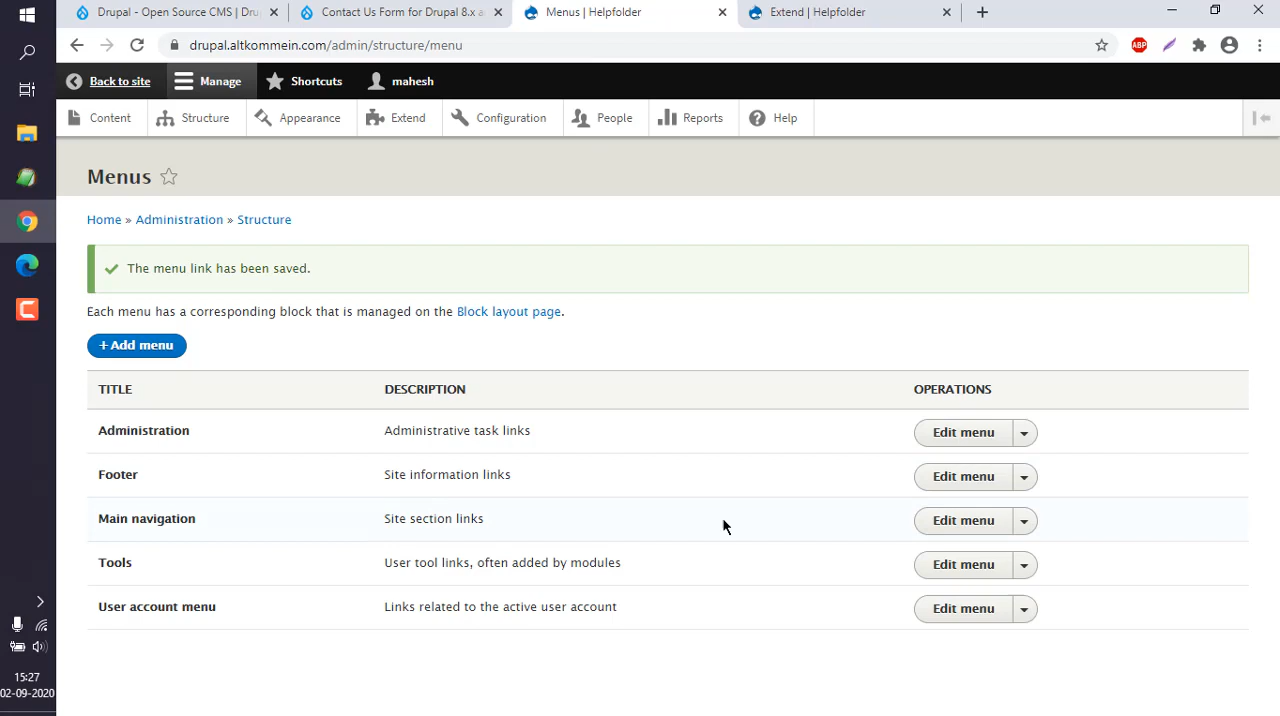 Drupal - Open Source CMS | Dru
Contact Us Form for Drupal 8.x a
Menus | Helpfolder
Extend | Helpfolder
drupal.altkommein.com/admin/structure/menu
ABP
Back to site
Manage
Shortcuts
mahesh
Content
Structure
Appearance
Extend
Configuration
People
Reports
Help
Menus
Home » Administration » Structure
The menu link has been saved.
Each menu has a corresponding block that is managed on the Block layout page.
+ Add menu
TITLE DESCRIPTION OPERATIONS
Administration Administrative task links Edit menu
Footer Site information links Edit menu
Main navigation Site section links Edit menu
Tools User tool links, often added by modules Edit menu
User account menu Links related to the active user account Edit menu
15:27
02-09-2020